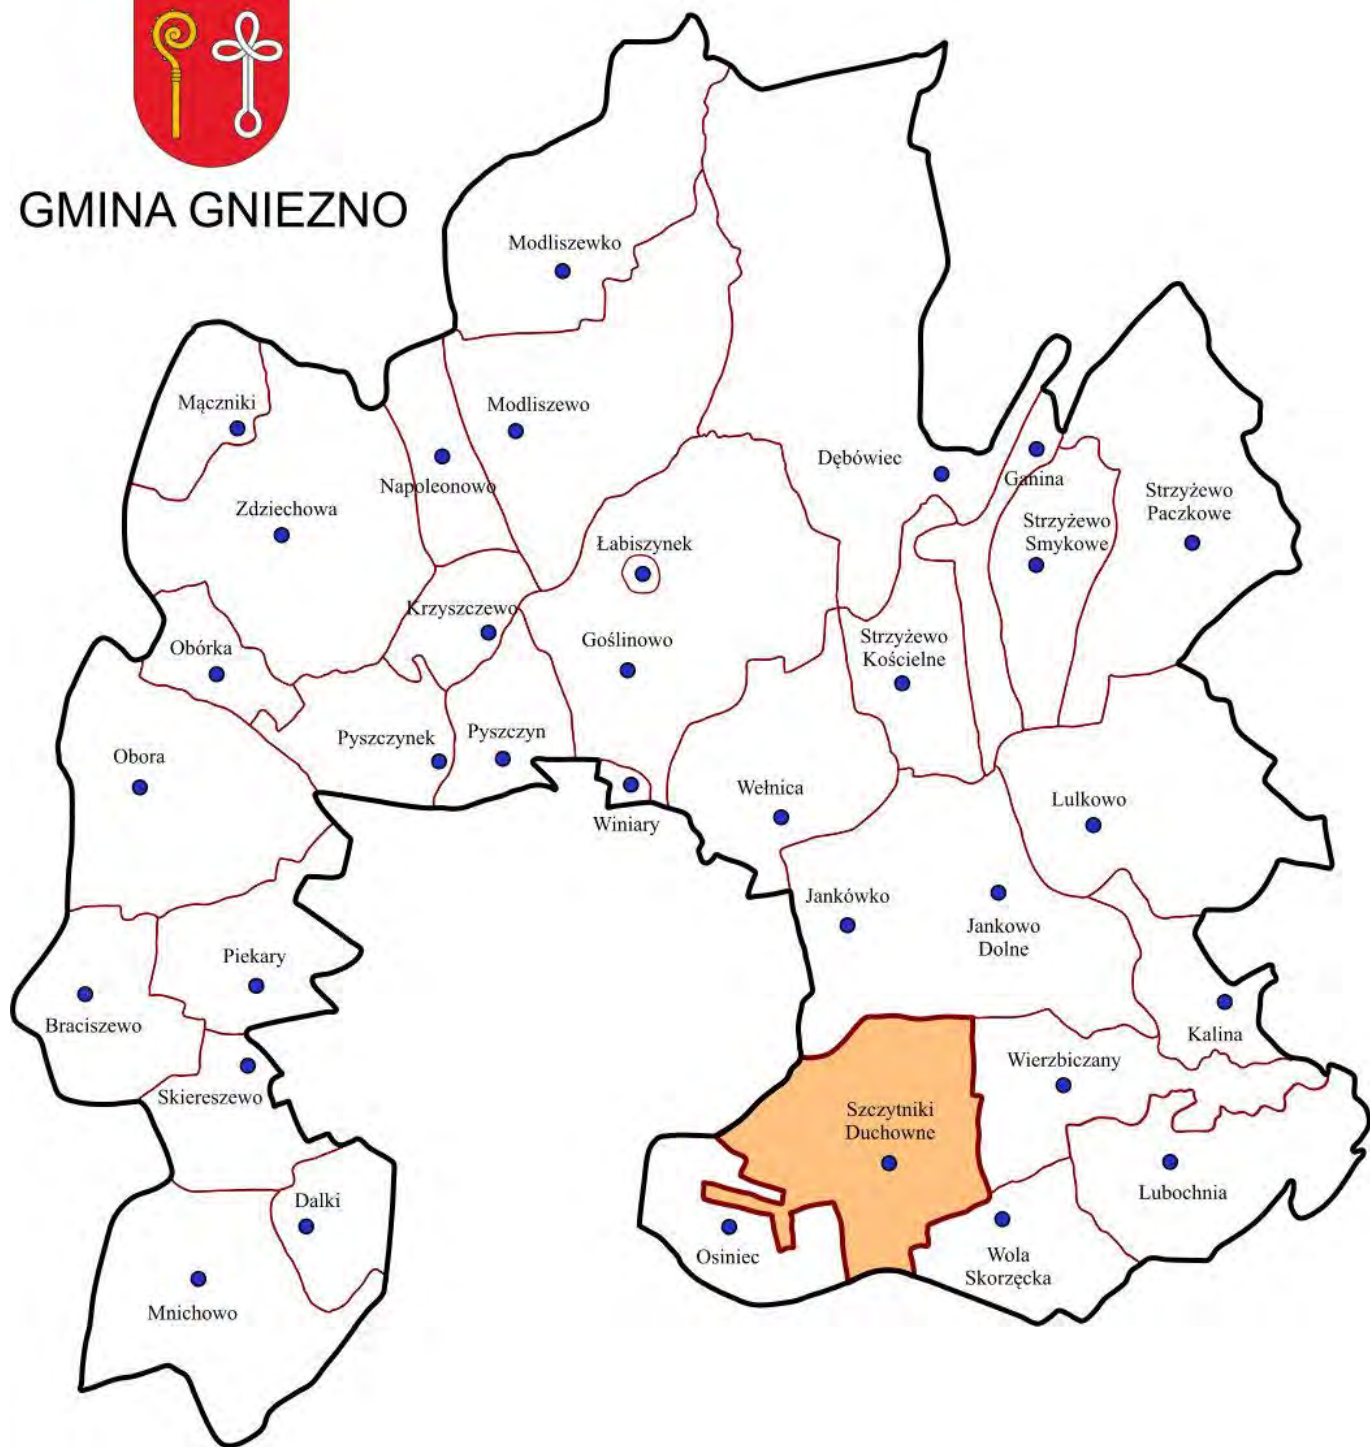 GMINA GNIEZNO
Modliszewko
Mączniki
Modliszewo
Napoleonowo
Dębówiec
Ganina
Strzyżewo
Paczkowe
Zdziechowa
Strzyżewo
Smykowe
Łabiszynek
Krzyszczewo
Goślinowo
Strzyżewo
Kościelne
Obórka
Pyszczynek
Pyszczyn
Obora
Wełnica
Lulkowo
Winiary
Jankówko
Jankowo
Dolne
Piekary
Braciszewo
Kalina
Wierzbiczany
Skiereszewo
Szczytniki
Duchowne
Lubochnia
Dalki
Osiniec
Wola
Skorzęcka
Mnichowo